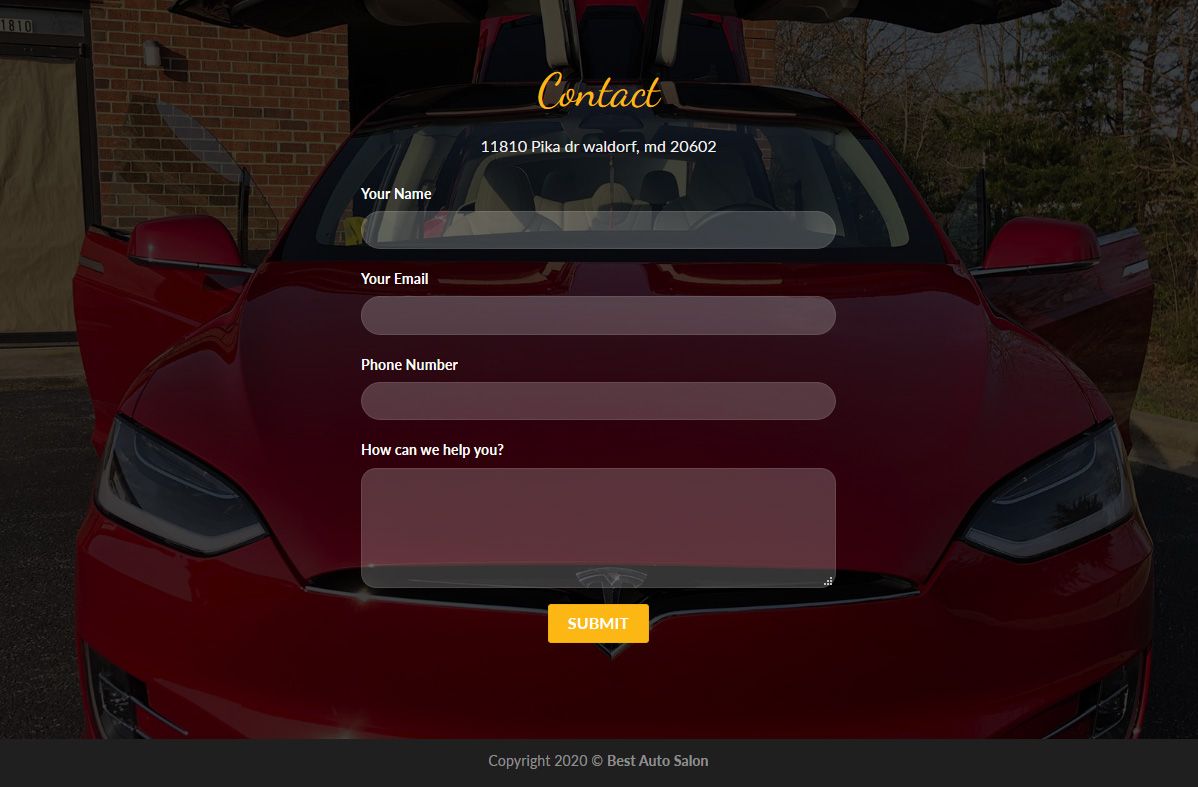 1810
Contact
11810 Pika dr waldorf, md 20602
Your Name
Your Email
Phone Number
How can we help you?
SUBMIT
Copyright 2020 © Best Auto Salon